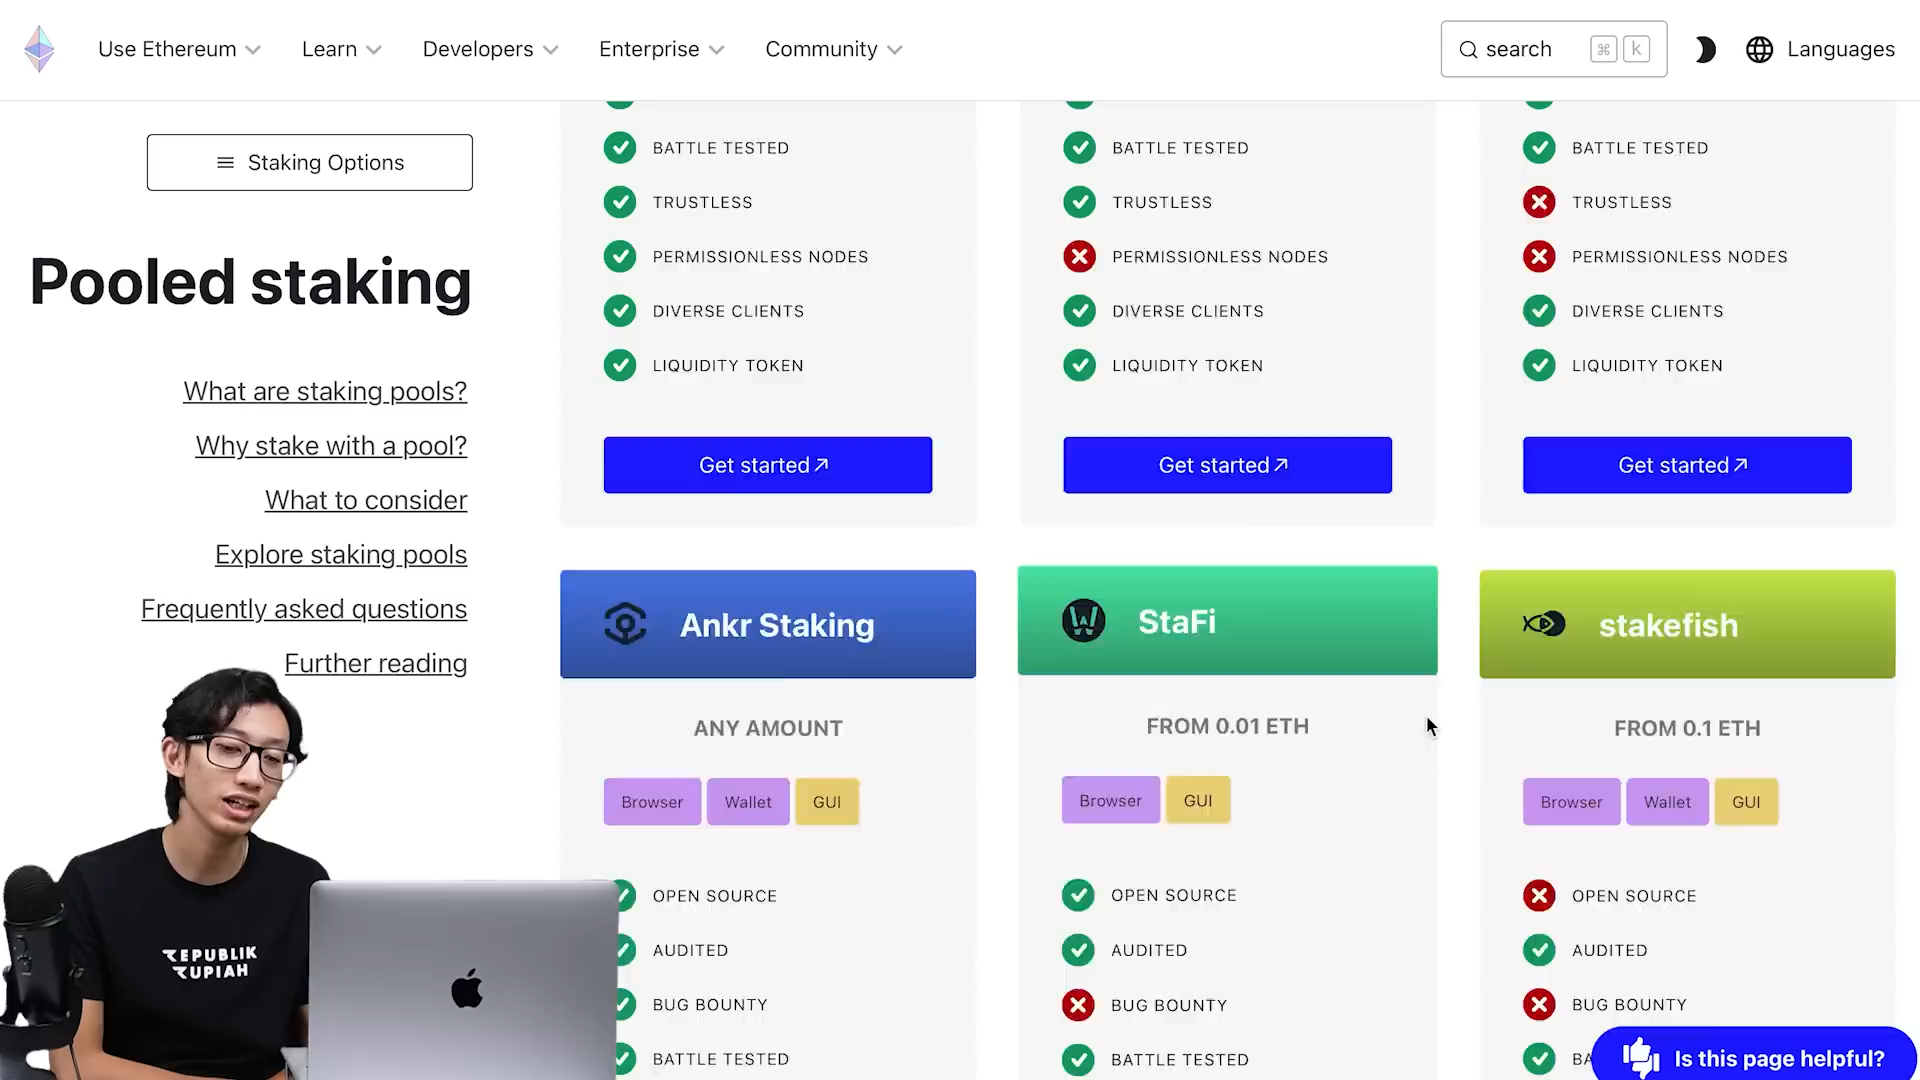 Use Ethereum
Learn
Developers
Enterprise
Community
search
⌘ k
Languages
Staking Options
Pooled staking
What are staking pools?
Why stake with a pool?
What to consider
Explore staking pools
Frequently asked questions
Further reading
BATTLE TESTED
TRUSTLESS
PERMISSIONLESS NODES
DIVERSE CLIENTS
LIQUIDITY TOKEN
Get started
BATTLE TESTED
TRUSTLESS
PERMISSIONLESS NODES
DIVERSE CLIENTS
LIQUIDITY TOKEN
Get started
BATTLE TESTED
TRUSTLESS
PERMISSIONLESS NODES
DIVERSE CLIENTS
LIQUIDITY TOKEN
Get started
Ankr Staking
ANY AMOUNT
Browser
Wallet
GUI
OPEN SOURCE
AUDITED
BUG BOUNTY
BATTLE TESTED
StaFi
FROM 0.01 ETH
Browser
GUI
OPEN SOURCE
AUDITED
BUG BOUNTY
BATTLE TESTED
stakefish
FROM 0.1 ETH
Browser
Wallet
GUI
OPEN SOURCE
AUDITED
BUG BOUNTY
BA
Is this page helpful?
REPUBLIK
RUPIAH